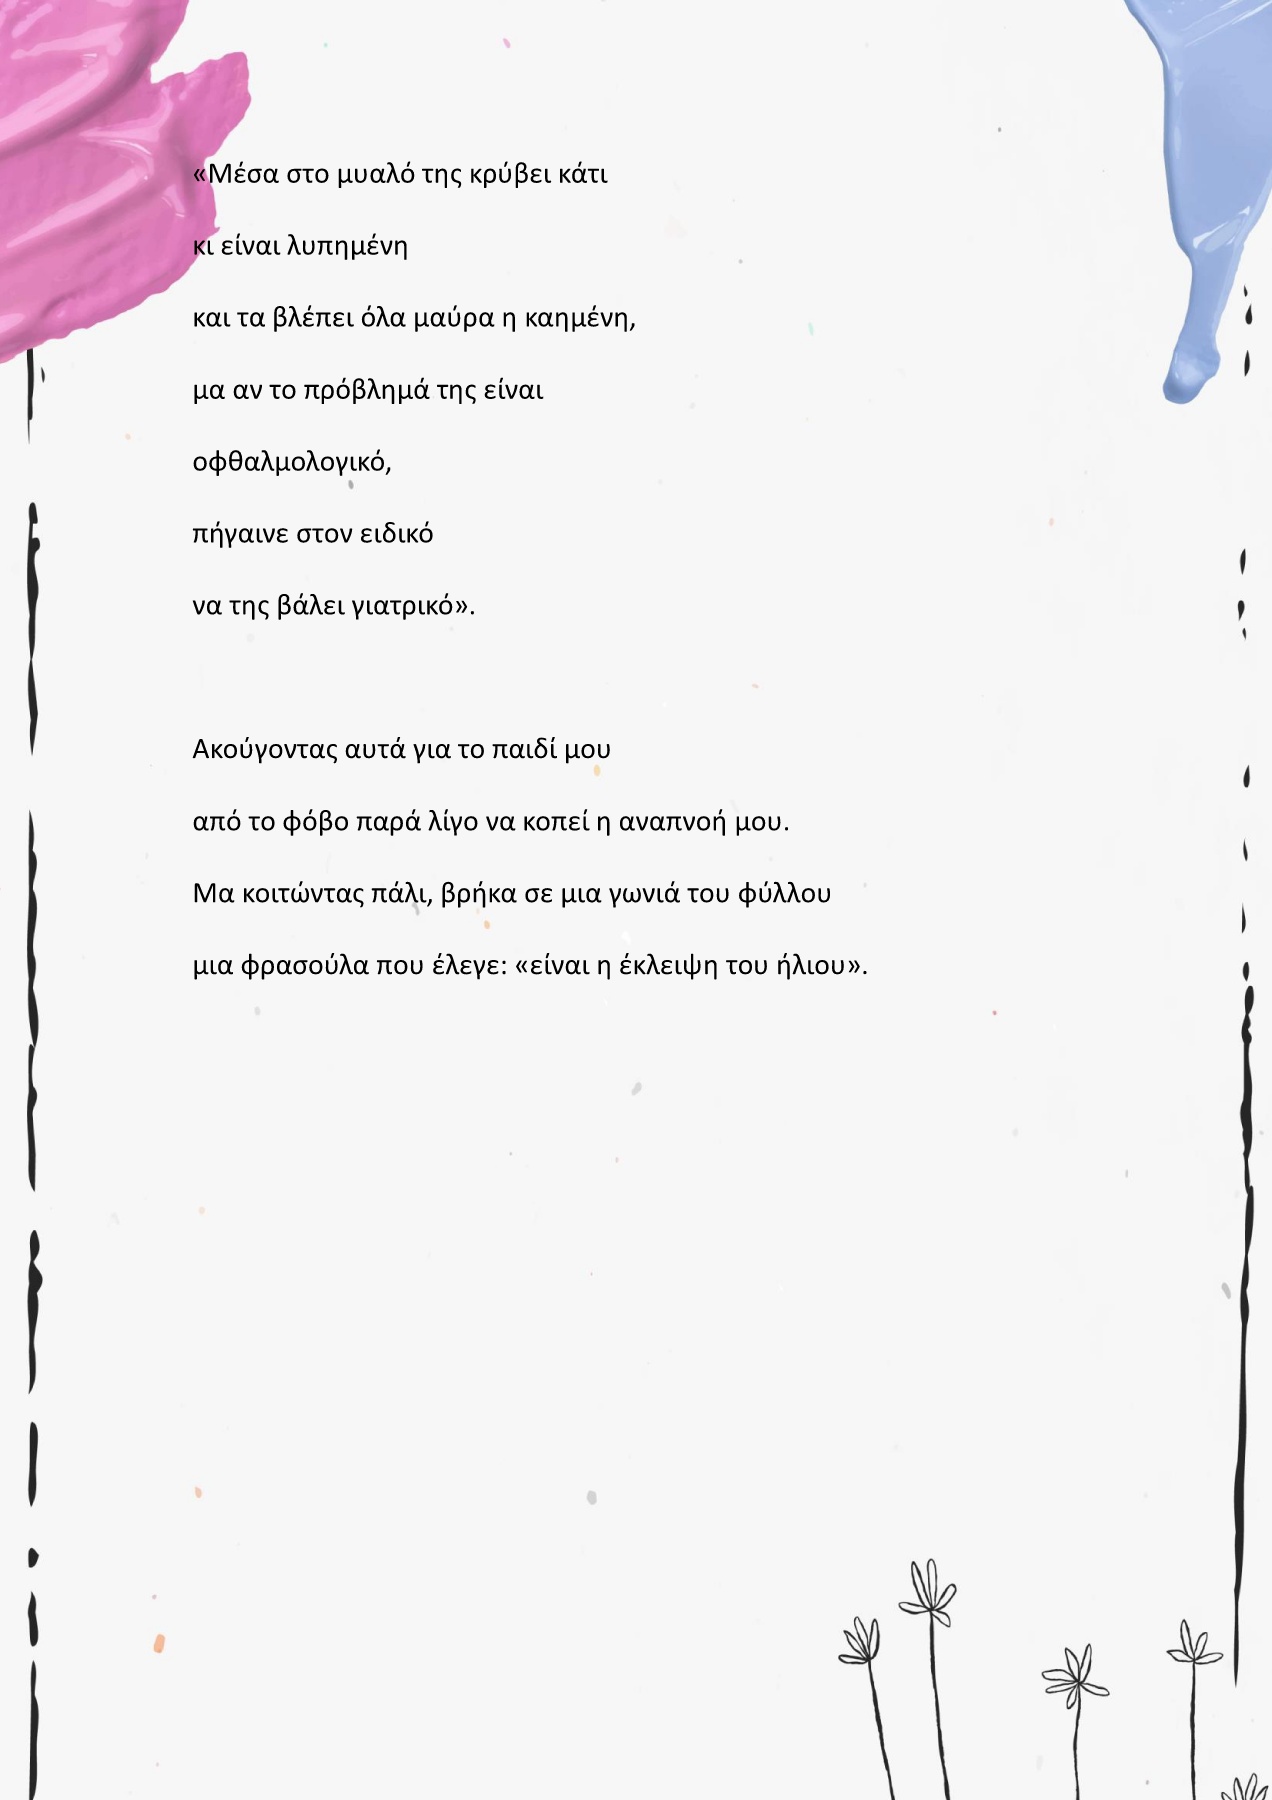 «Μέσα στο μυαλό της κρύβει κάτι
κι είναι λυπημένη
και τα βλέπει όλα μαύρα η καημένη,
μα αν το πρόβλημά της είναι
οφθαλμολογικό,
πήγαινε στον ειδικό
να της βάλει γιατρικό».
Ακούγοντας αυτά για το παιδί μου
από το φόβο παρά λίγο να κοπεί η αναπνοή μου.
Μα κοιτώντας πάλι, βρήκα σε μια γωνιά του φύλλου
μια φρασούλα που έλεγε: «είναι η έκλειψη του ήλιου».